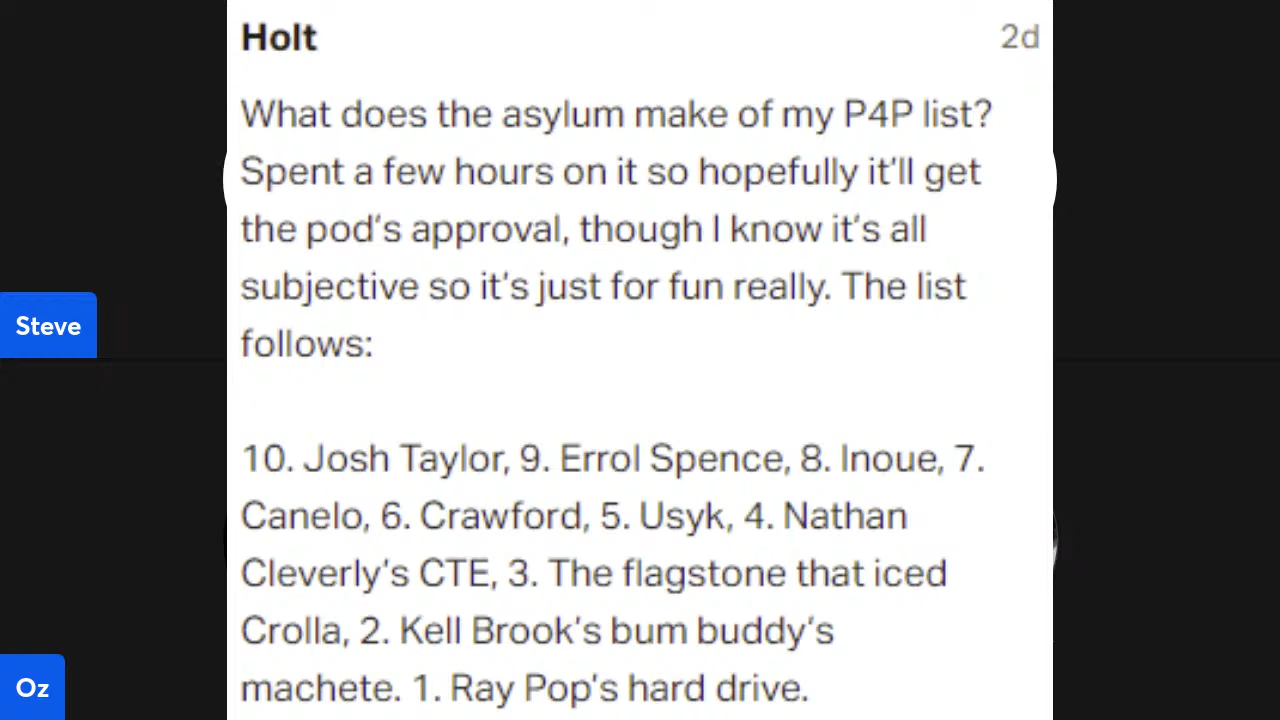 Holt 2d
What does the asylum make of my P4P list?
Spent a few hours on it so hopefully it'll get
the pod's approval, though I know it's all
subjective so it's just for fun really. The list
follows:
Steve
10. Josh Taylor, 9. Errol Spence, 8. Inoue, 7.
Canelo, 6. Crawford, 5. Usyk, 4. Nathan
Cleverly's CTE, 3. The flagstone that iced
Crolla, 2. Kell Brook's bum buddy's
machete. 1. Ray Pop's hard drive.
Oz